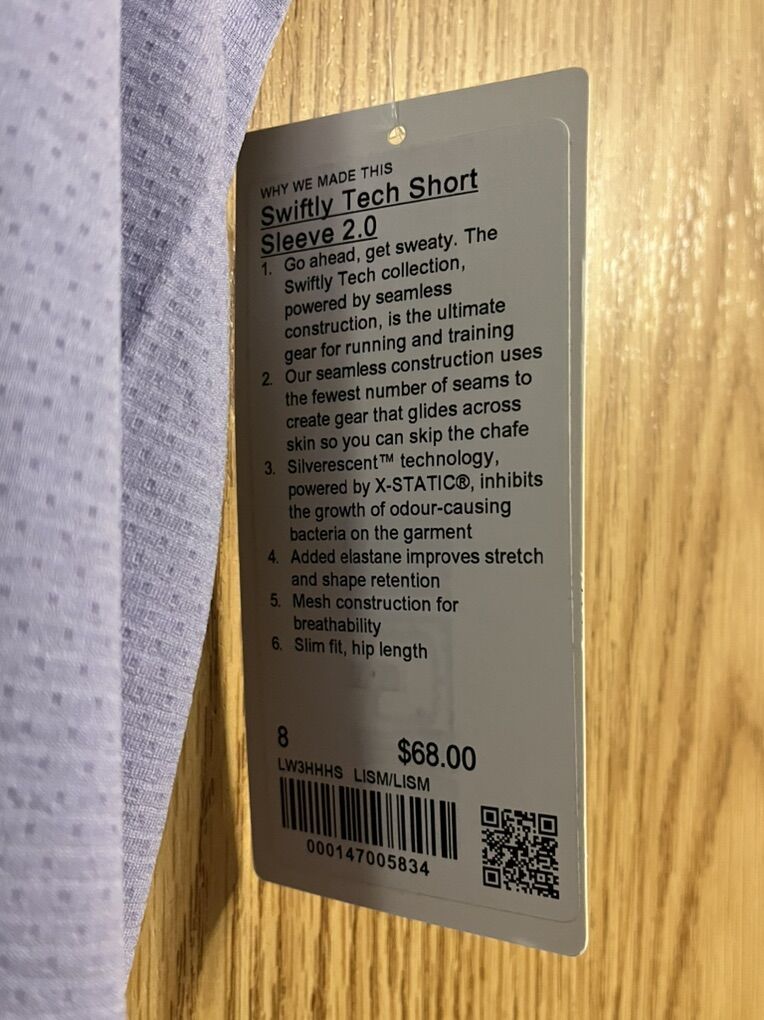 WHY WE MADE THIS
Swiftly Tech Short
Sleeve 2.0
1. Go ahead, get sweaty. The
Swiftly Tech collection,
powered by seamless
construction, is the ultimate
gear for running and training
2. Our seamless construction uses
the fewest number of seams to
create gear that glides across
skin so you can skip the chafe
3. Silverescent™ technology,
powered by X-STATIC®, inhibits
the growth of odour-causing
bacteria on the garment
4. Added elastane improves stretch
and shape retention
5. Mesh construction for
breathability
6. Slim fit, hip length
8 $68.00
LW3HHHS LISM/LISM
000147005834